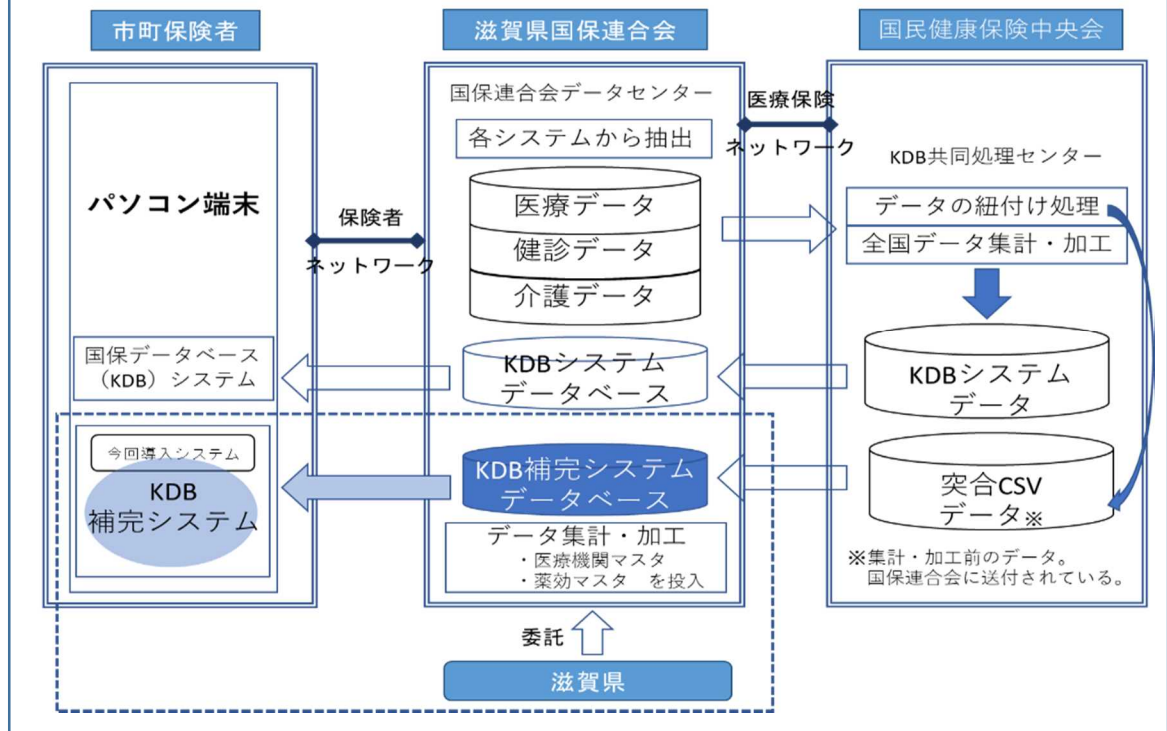 市町保険者
滋賀県国保連合会
国民健康保険中央会
パソコン端末
国保データベース
（KDB）システム
今回導入システム
KDB
補完システム
保険者
ネットワーク
国保連合会データセンター
各システムから抽出
医療データ
健診データ
介護データ
KDBシステム
データベース
KDB補完システム
データベース
データ集計・加工
・医療機関マスタ
・薬効マスタ　を投入
委託
滋賀県
医療保険
ネットワーク
KDB共同処理センター
データの紐付け処理
全国データ集計・加工
KDBシステム
データ
突合CSV
データ※
※集計・加工前のデータ。
国保連合会に送付されている。